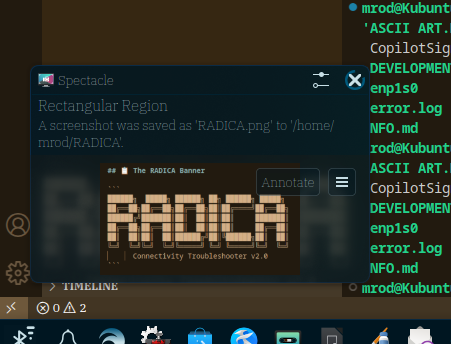 mrod@Kubunt
'ASCII ART.
Spectacle
CopilotSig
Rectangular Region
DEVELOPMENT
A screenshot was saved as 'RADICA.png' to '/home/
enp1s0
mrod/RADICA'.
error.log
NFO.md
## 📋 The RADICA Banner
```
rod@Kubunt
Annotate
ASCII ART.
CopilotSig
DEVELOPMENT
enp1s0
Connectivity Troubleshooter v2.0
```
error.log
TIMELINE
NFO.md
mrod@Kubunt
0 2